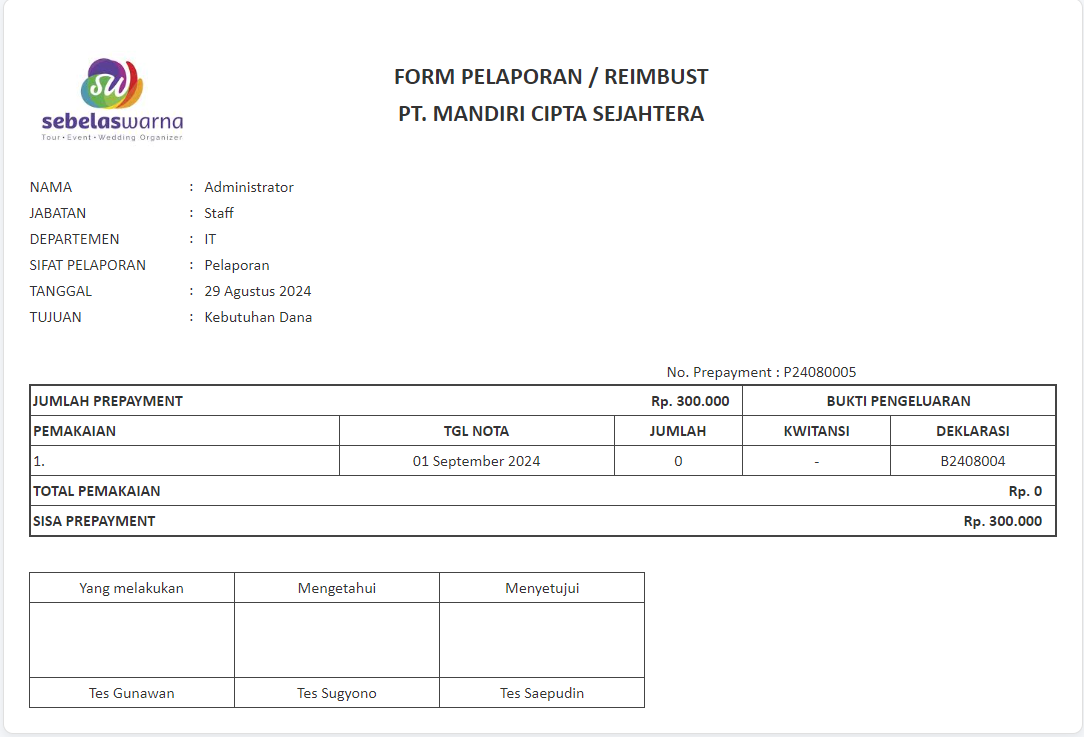 sw
sebelaswarna
Tour • Event • Wedding Organizer
FORM PELAPORAN / REIMBUST
PT. MANDIRI CIPTA SEJAHTERA
NAMA : Administrator
JABATAN : Staff
DEPARTEMEN : IT
SIFAT PELAPORAN : Pelaporan
TANGGAL : 29 Agustus 2024
TUJUAN : Kebutuhan Dana
No. Prepayment : P24080005
JUMLAH PREPAYMENT Rp. 300.000 BUKTI PENGELUARAN
PEMAKAIAN TGL NOTA JUMLAH KWITANSI DEKLARASI
1. 01 September 2024 0 - B2408004
TOTAL PEMAKAIAN Rp. 0
SISA PREPAYMENT Rp. 300.000
Yang melakukan Mengetahui Menyetujui
Tes Gunawan Tes Sugyono Tes Saepudin